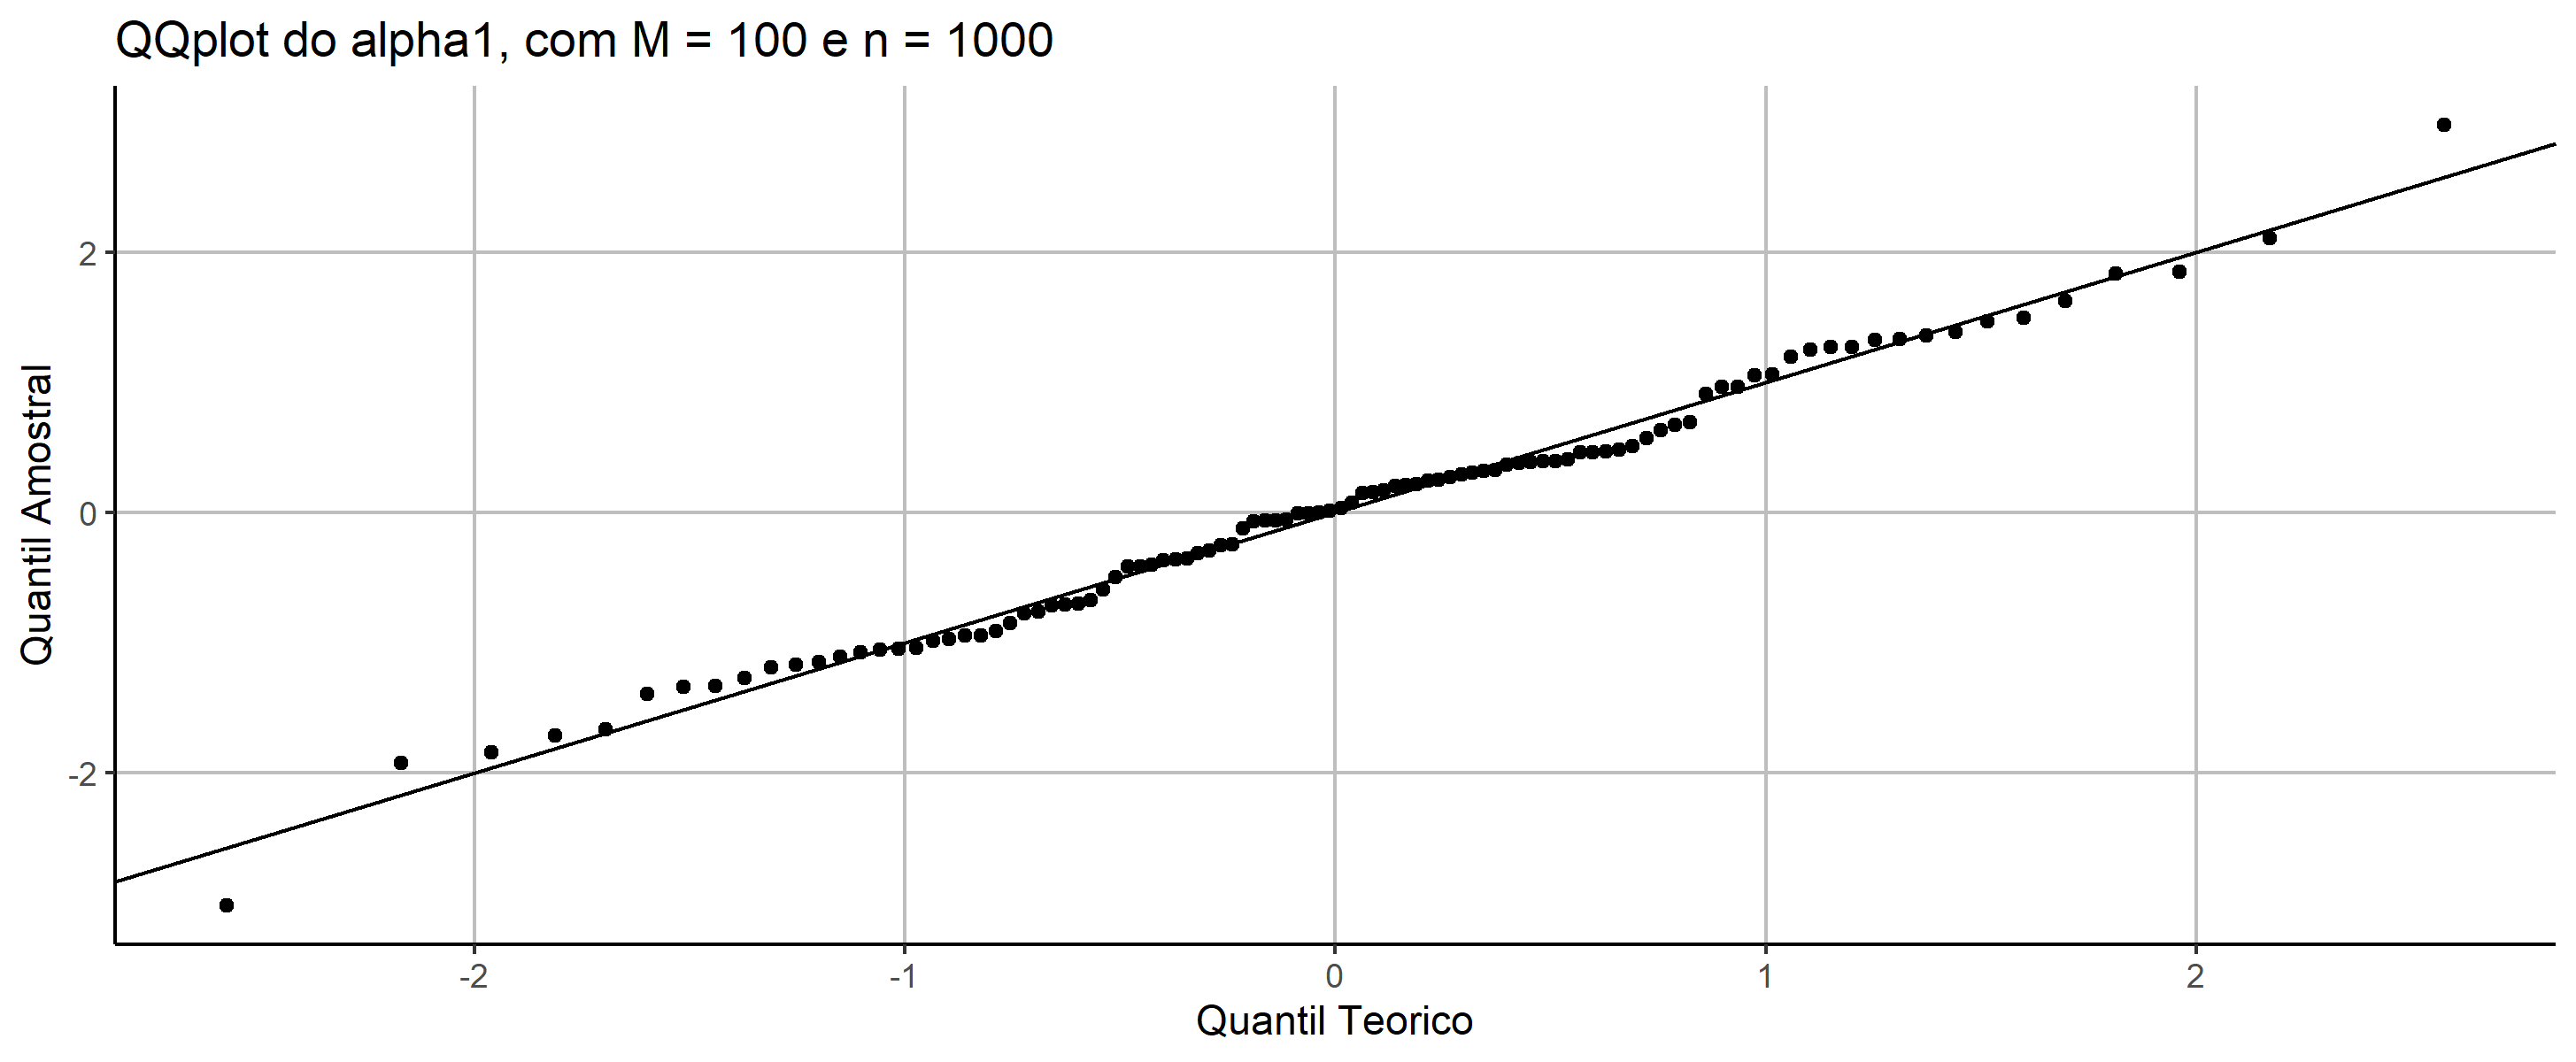 QQplot do alpha1, com M = 100 e n = 1000
Quantil Amostral
2
0
-2
-2
-1
0
1
2
Quantil Teorico